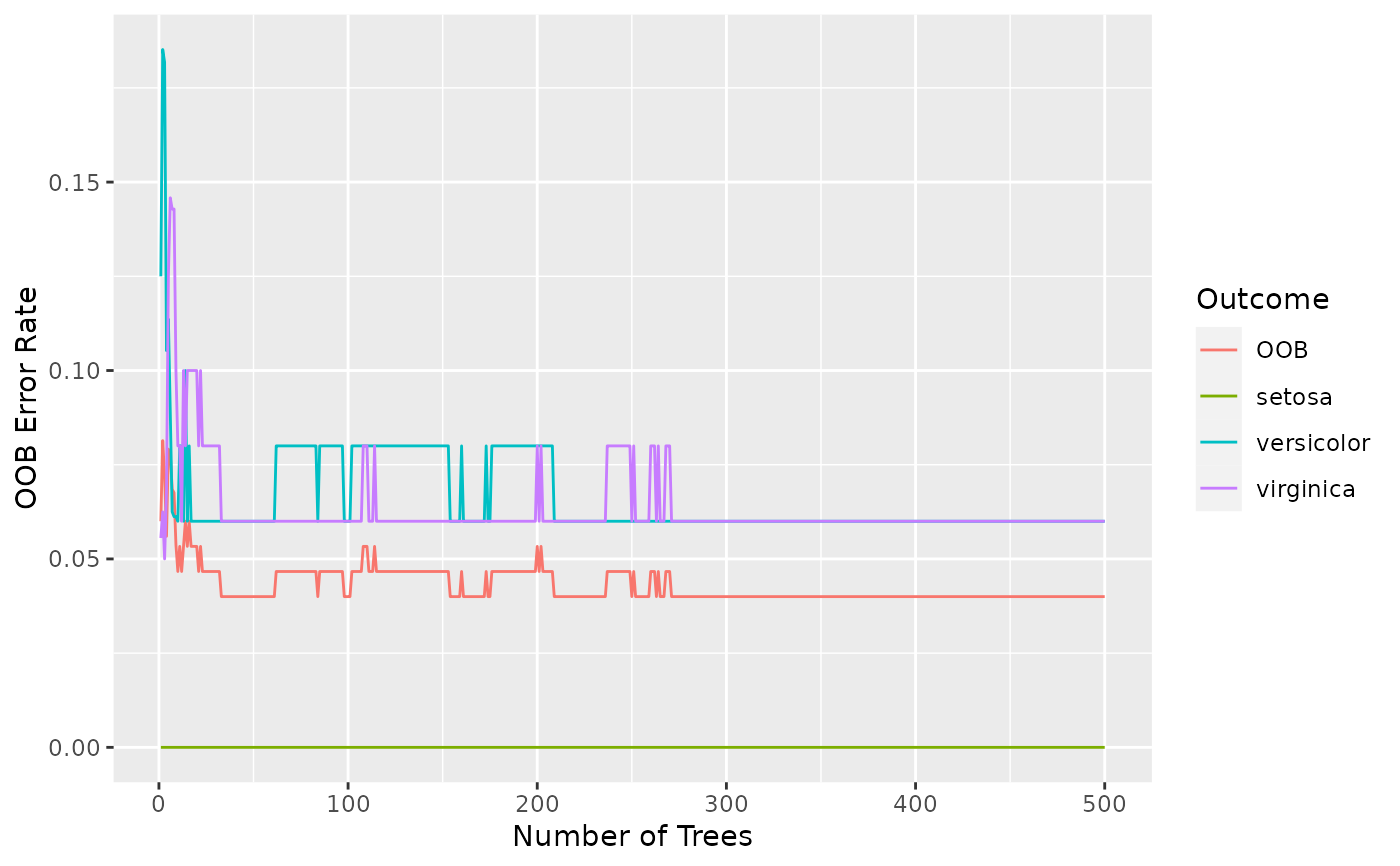 OOB Error Rate
0.15
0.10
0.05
0.00
0
100
200
300
400
500
Number of Trees
Outcome
OOB
setosa
versicolor
virginica